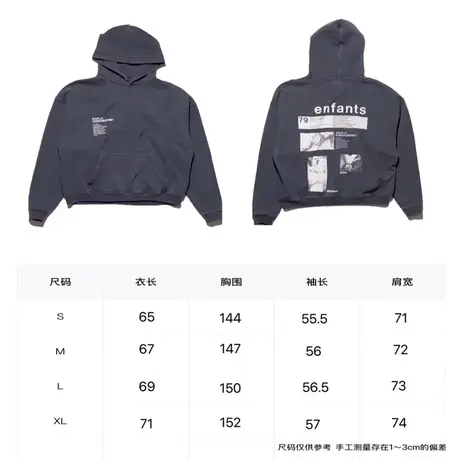 enfants
79
尺码 衣长 胸围 袖长 肩宽
S 65 144 55.5 71
M 67 147 56 72
L 69 150 56.5 73
XL 71 152 57 74
尺码仅供参考 手工测量存在1～3cm的偏差